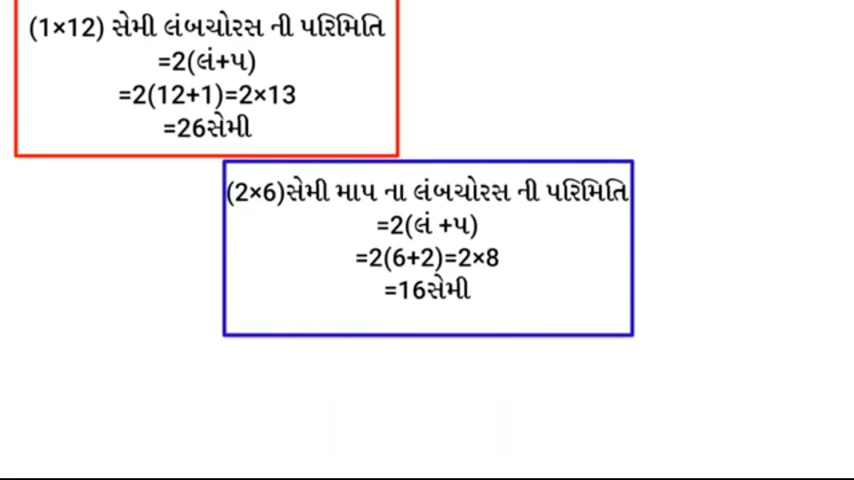 (1×12) સેમી લંબચોરસ ની પરિમિતિ
=2(લં+પ)
=2(12+1)=2×13
=26સેમી
(2×6)સેમી માપ ના લંબચોરસ ની પરિમિતિ
=2(લં +પ)
=2(6+2)=2×8
=16સેમી